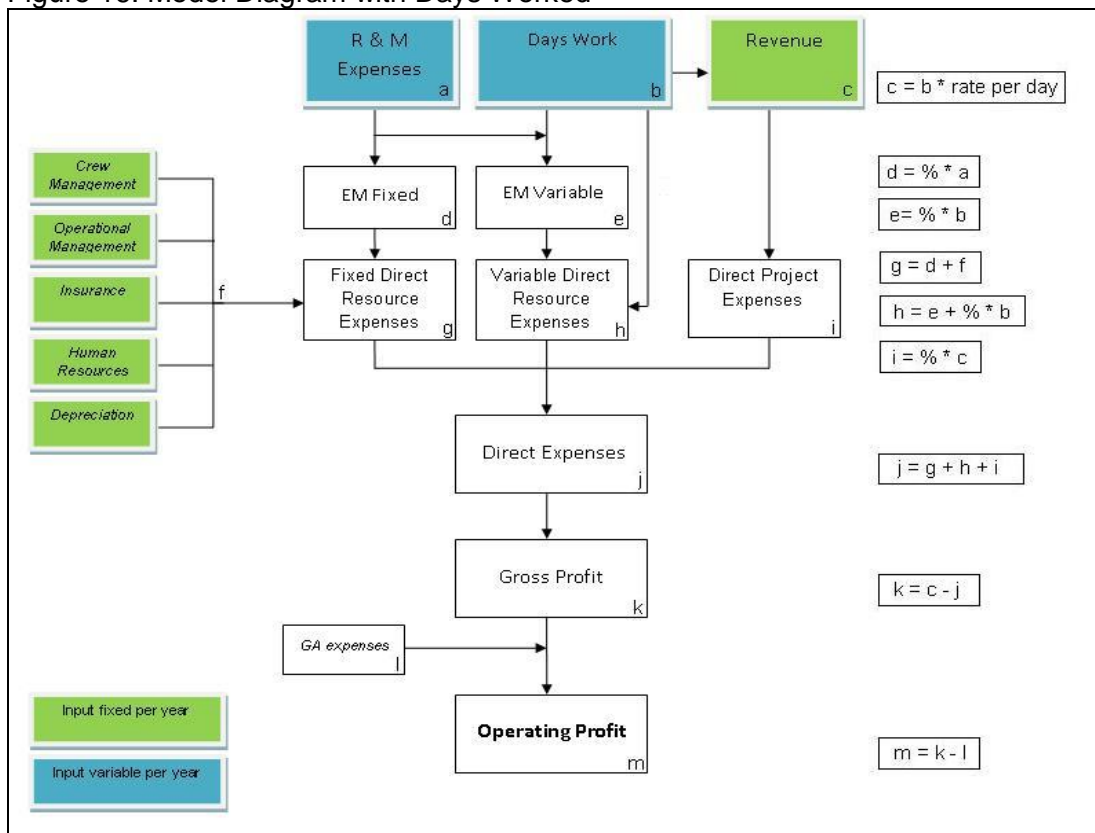 Figure Model Diagram with Days Worked
R & M
Expenses
a
Days Work
b
Revenue
c
c = b * rate per day
Crew
Management
Operational
Management
Insurance
Human
Resources
Depreciation
f
EM Fixed
d
EM Variable
e
d = % * a
e= % * b
Fixed Direct
Resource
Expenses
g
Variable Direct
Resource
Expenses
h
Direct Project
Expenses
i
g = d + f
h = e + % * b
i = % * c
Direct Expenses
j
j = g + h + i
Gross Profit
k
k = c - j
GA expenses
l
Operating Profit
m
m = k - l
Input fixed per year
Input variable per year